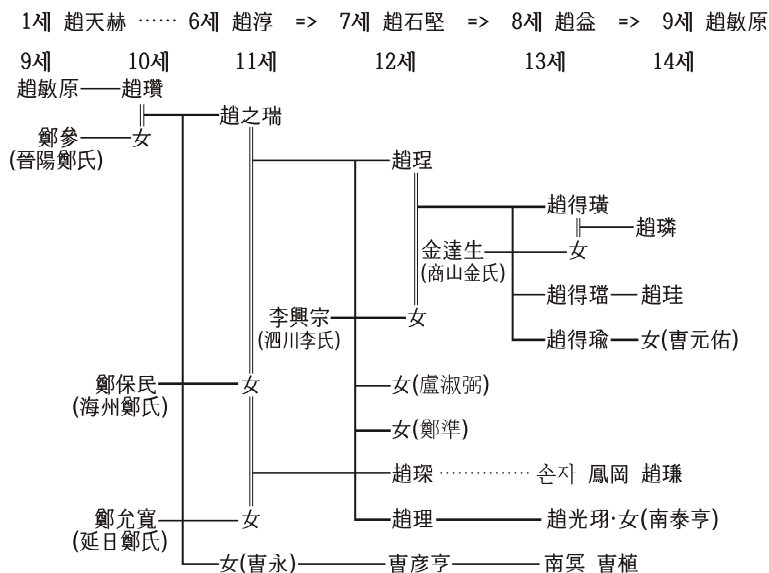 1세 趙天赫 ⋯⋯ 6세 趙淳 => 7세 趙石堅 => 8세 趙益 => 9세 趙敏原
9세 10세 11세 12세 13세 14세
趙敏原 趙瓚
趙之瑞
鄭參 女
(晉陽鄭氏) 趙珵
趙得璜
趙璘
金達生 女
(商山金氏)
趙得璫 趙珪
李興宗 女
(泗川李氏) 趙得瑜 女(曺元佑)
鄭保民 女 女(盧淑弼)
(海州鄭氏)
女(鄭準)
趙琛 ⋯⋯ 손자 鳳岡 趙㻩
鄭允寬 女 趙理 趙光珝·女(南泰亨)
(延日鄭氏)
女(曺永) 曺彦亨 南冥 曺植